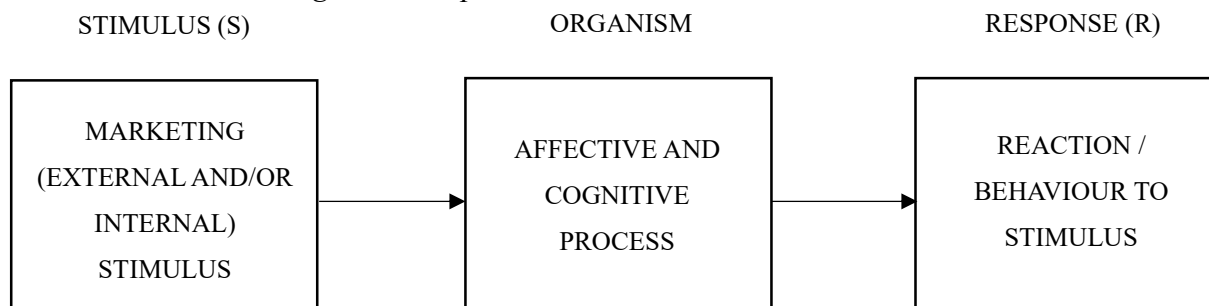 STIMULUS (S)
ORGANISM
RESPONSE (R)
MARKETING
(EXTERNAL AND/OR
INTERNAL)
STIMULUS
AFFECTIVE AND
COGNITIVE
PROCESS
REACTION /
BEHAVIOUR TO
STIMULUS